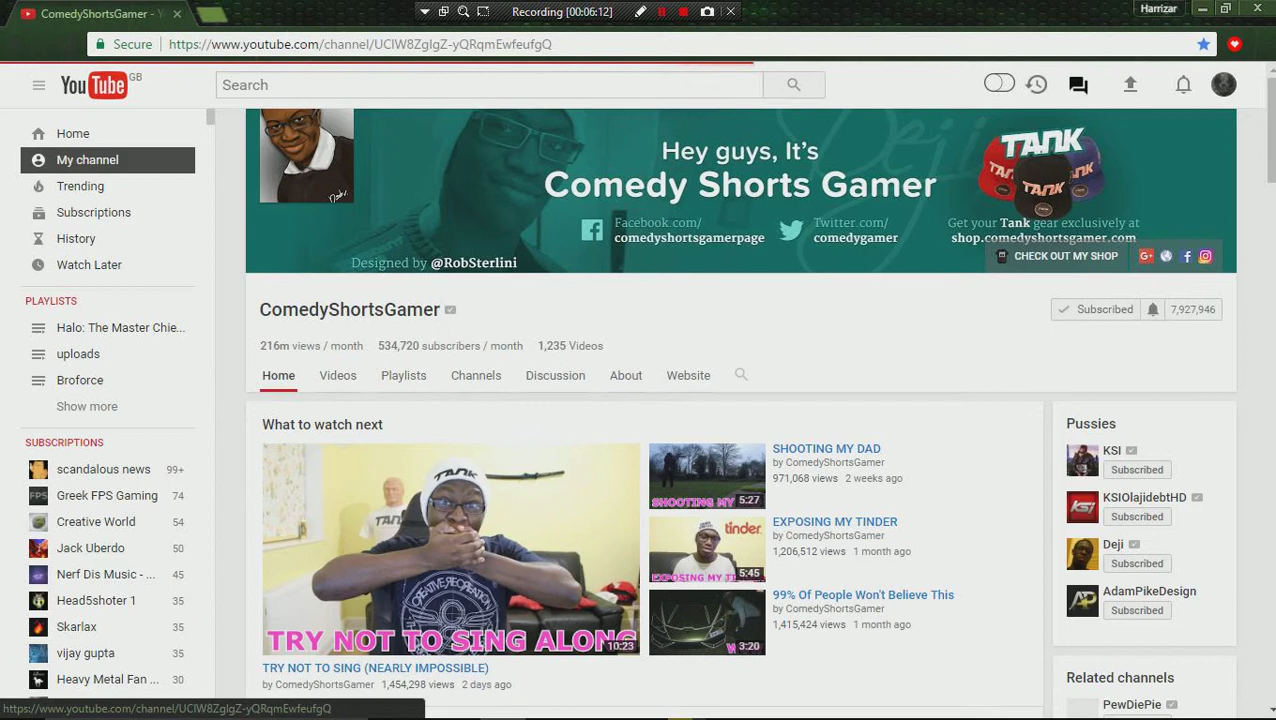 ComedyShortsGamer - Y
Recording [00:06:12]
Harrizar
Secure
https://www.youtube.com/channel/UClW8ZglgZ-yQRqmEwfeufgQ
YouTube GB
Search
Home
My channel
Trending
Subscriptions
History
Watch Later
PLAYLISTS
Halo: The Master Chie...
uploads
Broforce
Show more
SUBSCRIPTIONS
scandalous news 99+
Greek FPS Gaming 74
Creative World 54
Jack Uberdo 50
Nerf Dis Music - ... 45
Head5shoter 1 35
Skarlax 35
vijay gupta 35
Heavy Metal Fan ... 30
Hey guys, It's
Comedy Shorts Gamer
Facebook.com/
comedyshortsgamerpage
Twitter.com/
comedygamer
Designed by @RobSterlini
TANK
Get your Tank gear exclusively at
shop.comedyshortsgamer.com
CHECK OUT MY SHOP
ComedyShortsGamer
Subscribed 7,927,946
216m views / month 534,720 subscribers / month 1,235 Videos
Home Videos Playlists Channels Discussion About Website
What to watch next
TANK
TRY NOT TO SING ALONG
10:23
TRY NOT TO SING (NEARLY IMPOSSIBLE)
by ComedyShortsGamer 1,454,298 views 2 days ago
SHOOTING MY
5:27
SHOOTING MY DAD
by ComedyShortsGamer
971,068 views 2 weeks ago
tinder
EXPOSING MY
5:45
EXPOSING MY TINDER
by ComedyShortsGamer
1,206,512 views 1 month ago
3:20
99% Of People Won't Believe This
by ComedyShortsGamer
1,415,424 views 1 month ago
Pussies
KSI
Subscribed
KSIOlajidebtHD
Subscribed
Deji
Subscribed
AdamPikeDesign
Subscribed
Related channels
PewDiePie
https://www.youtube.com/channel/UClW8ZglgZ-yQRqmEwfeufgQ